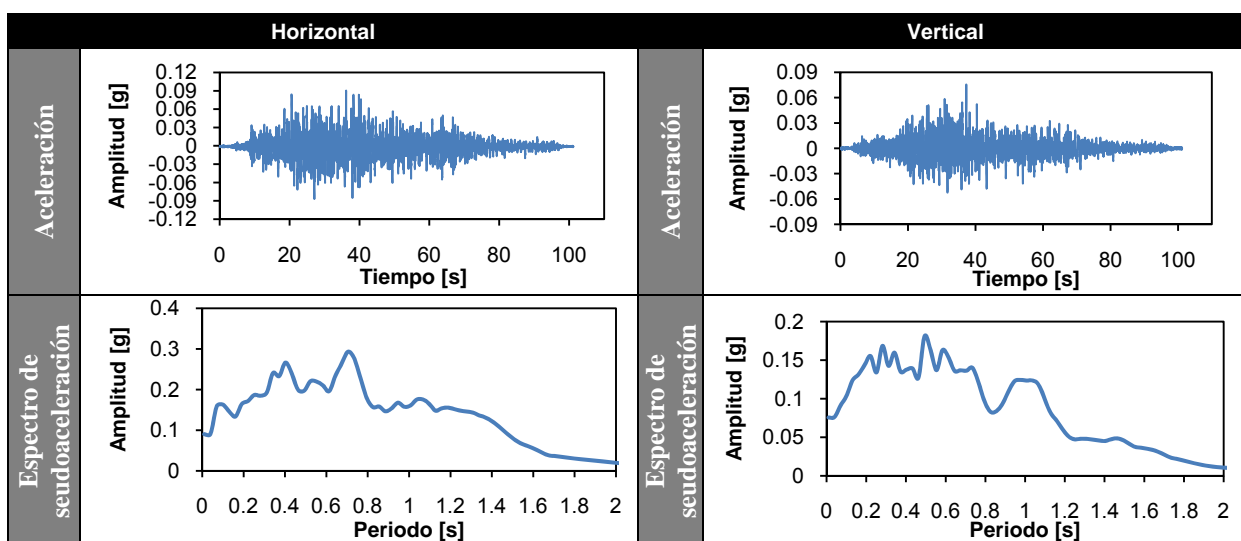 Horizontal
Vertical
Aceleración
Amplitud [g]
0.12
0.09
0.06
0.03
0
-0.03
-0.06
-0.09
-0.12
0 20 40 60 80 100
Tiempo [s]
Aceleración
Amplitud [g]
0.09
0.06
0.03
0
-0.03
-0.06
-0.09
0 20 40 60 80 100
Tiempo [s]
Espectro de
seudoaceleración
Amplitud [g]
0.4
0.3
0.2
0.1
0
0 0.2 0.4 0.6 0.8 1 1.2 1.4 1.6 1.8 2
Periodo [s]
Espectro de
seudoaceleración
Amplitud [g]
0.2
0.15
0.1
0.05
0
0 0.2 0.4 0.6 0.8 1 1.2 1.4 1.6 1.8 2
Periodo [s]